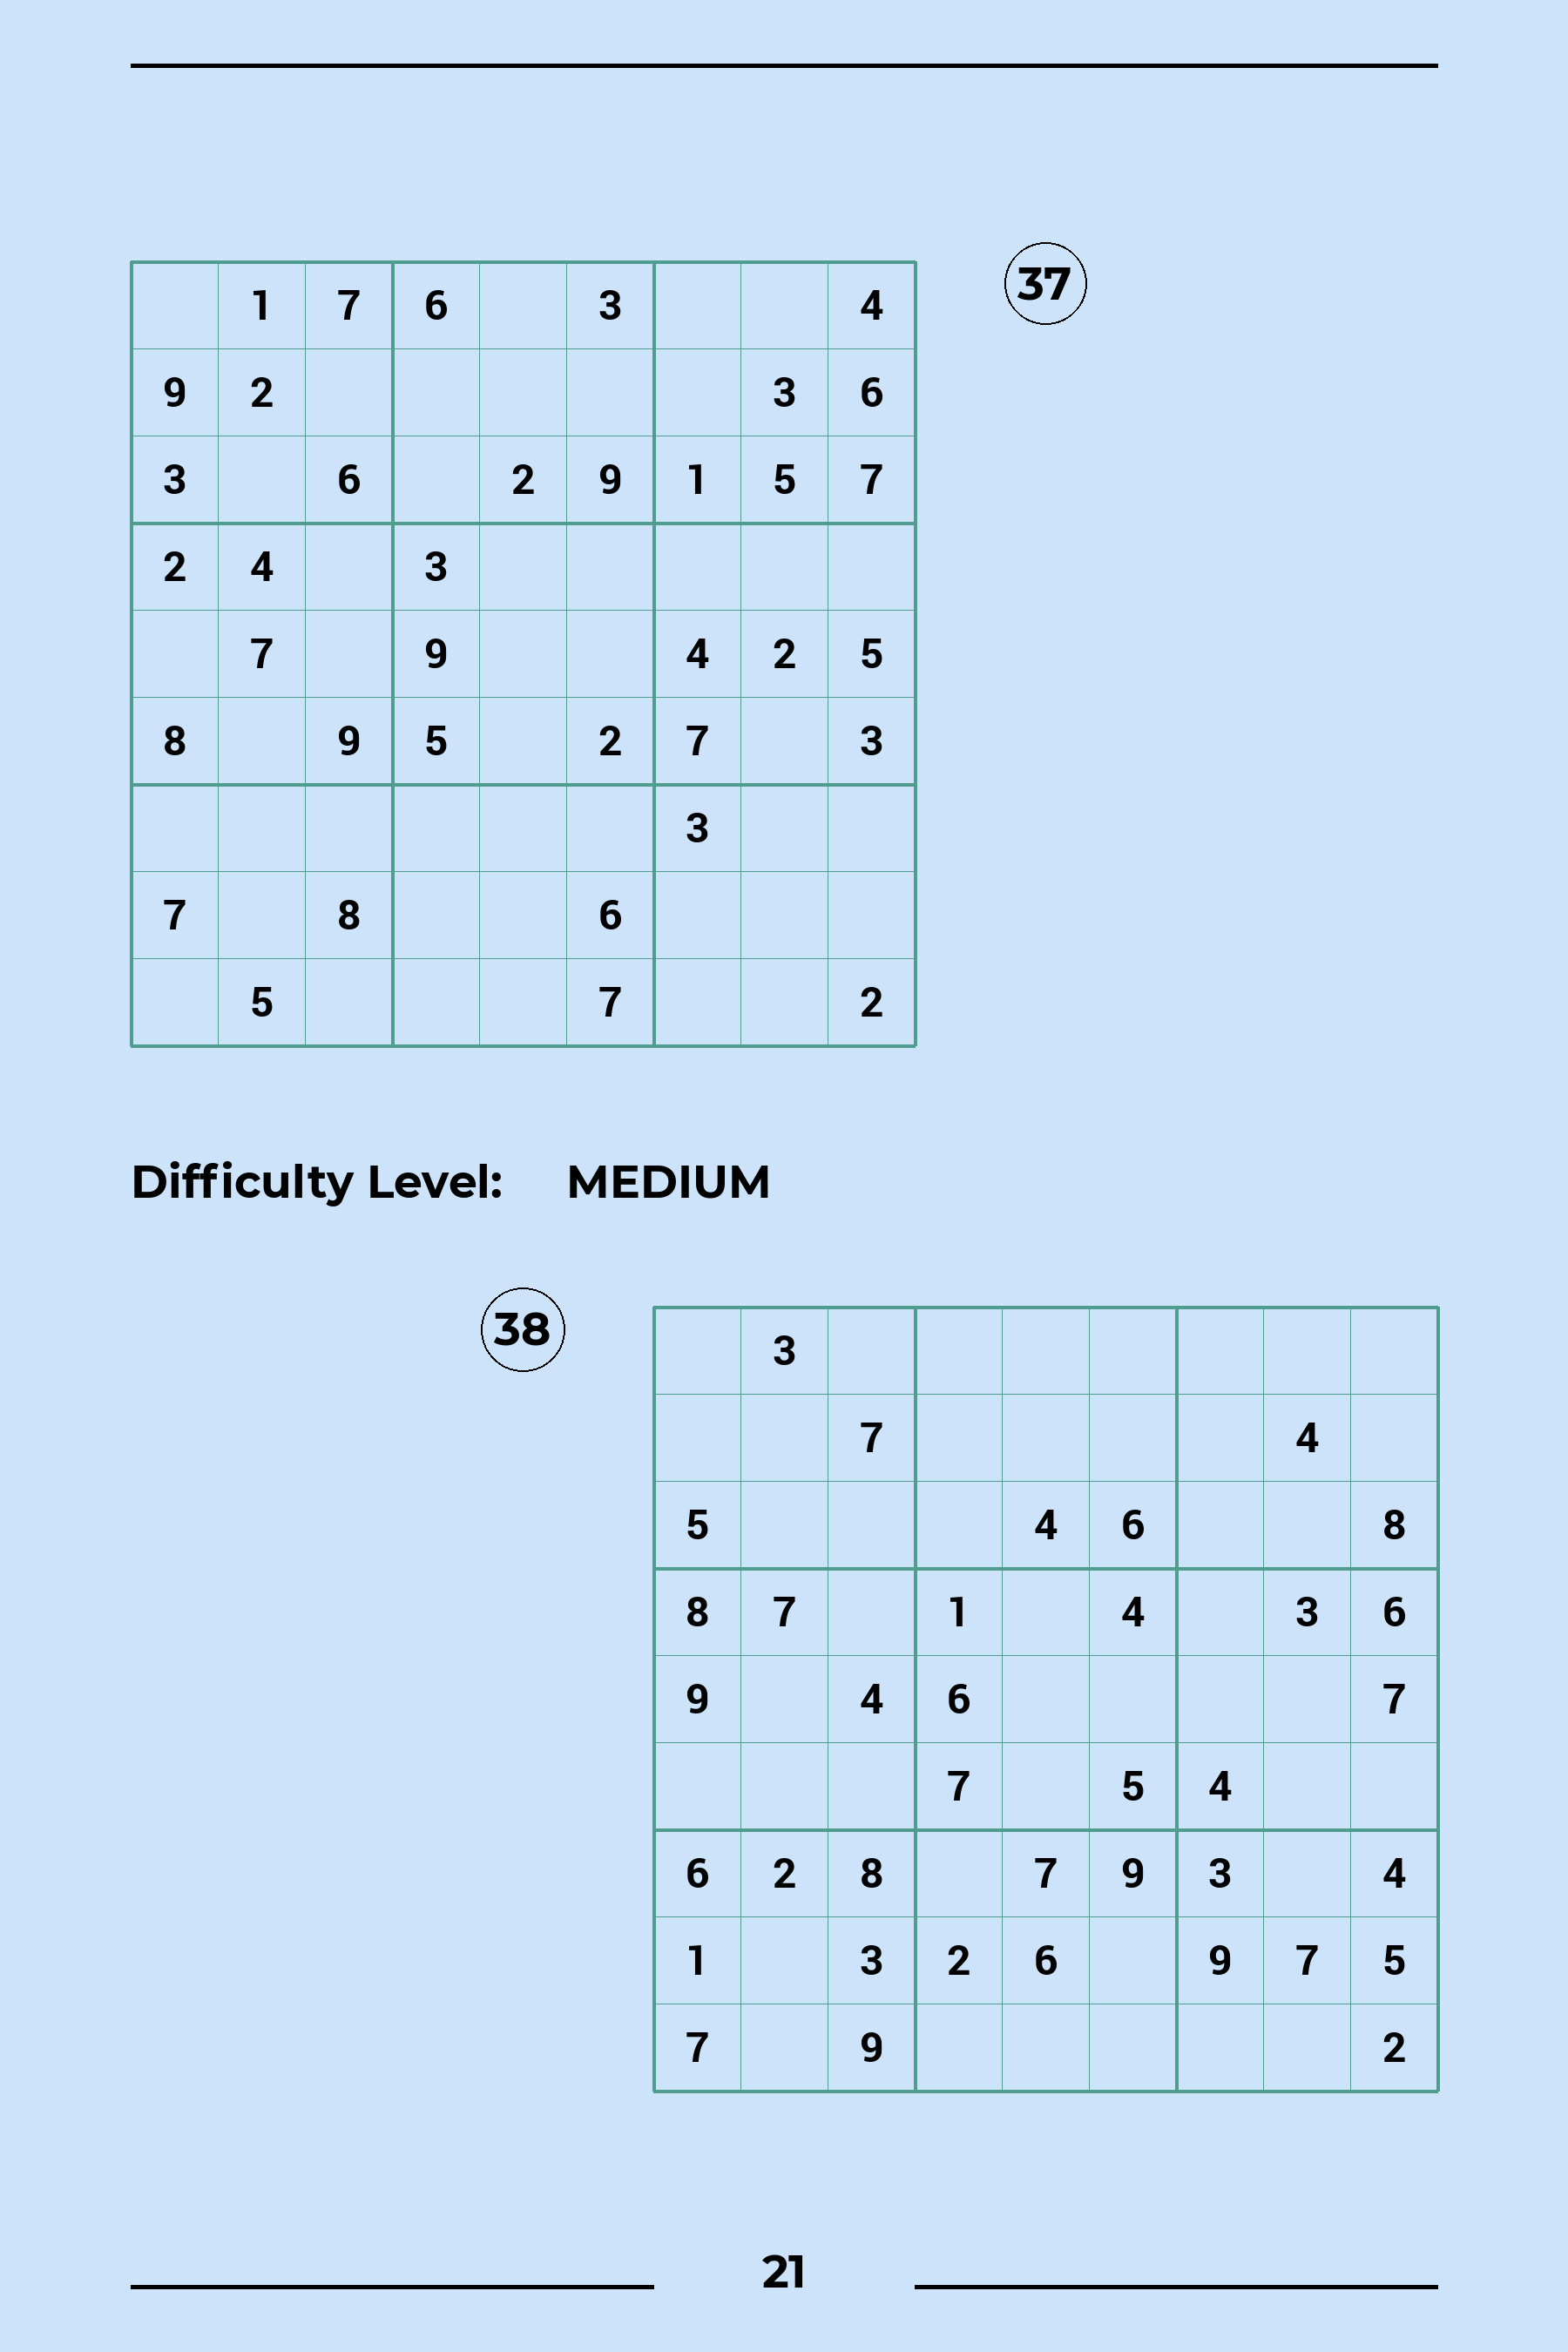 37
1 7 6 3 4
9 2 3 6
3 6 2 9 1 5 7
2 4 3
7 9 4 2 5
8 9 5 2 7 3
3
7 8 6
5 7 2
Difficulty Level: MEDIUM
38
3
7 4
5 4 6 8
8 7 1 4 3 6
9 4 6 7
7 5 4
6 2 8 7 9 3 4
1 3 2 6 9 7 5
7 9 2
21